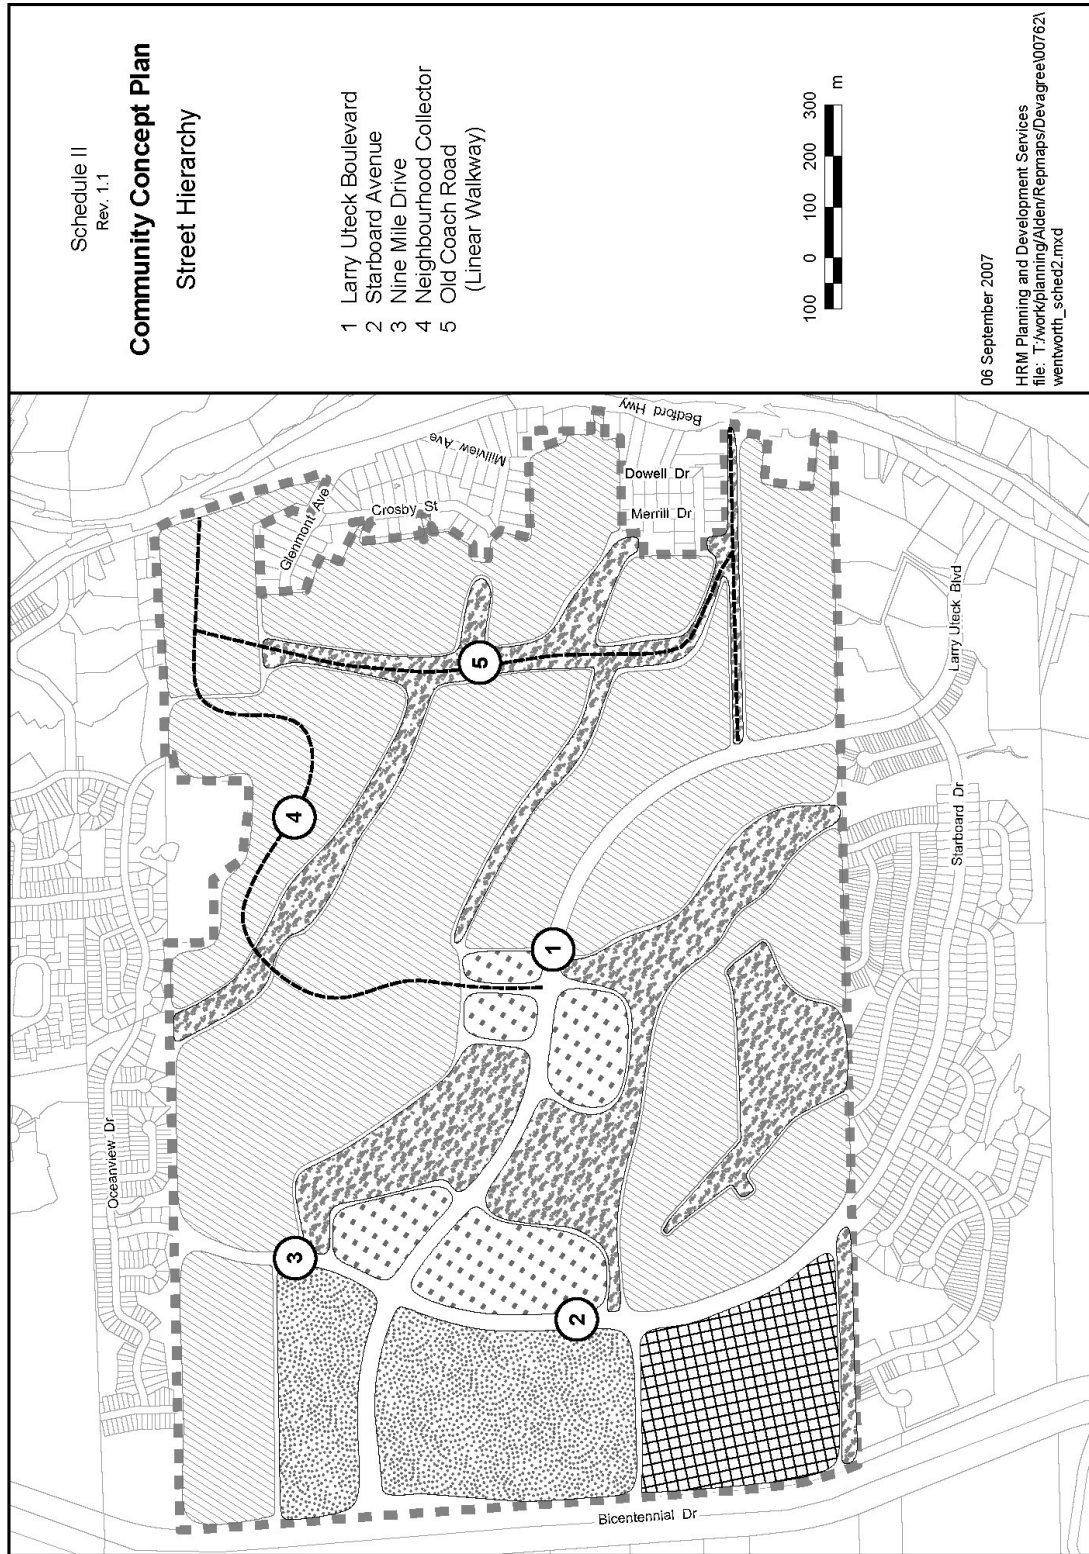 Schedule II
Rev. 1.1
Community Concept Plan
Street Hierarchy
1 Larry Uteck Boulevard
2 Starboard Avenue
3 Nine Mile Drive
4 Neighbourhood Collector
5 Old Coach Road
(Linear Walkway)
100 0 100 200 300
m
06 September 2007
HRM Planning and Development Services
file: T:/work/planning/Alden/Repmaps/Devagree\00762\
wentworth_sched2.mxd
Bedford Hwy
Millview Ave
Glenmont Ave
Crosby St
Dowell Dr
Merrill Dr
Larry Uteck Blvd
Starboard Dr
Oceanview Dr
Bicentennial Dr
1
2
3
4
5